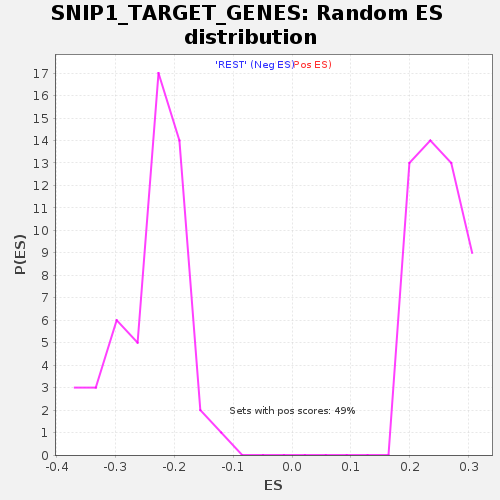 SNIP1_TARGET_GENES: Random ES
distribution
'REST' (Neg ES)Pos ES)
17
16
15
14
13
12
11
10
9
8
7
6
5
4
3
2
1
0
P(ES)
Sets with pos scores: 49%
-0.4 -0.3 -0.2 -0.1 0.0 0.1 0.2 0.3
ES